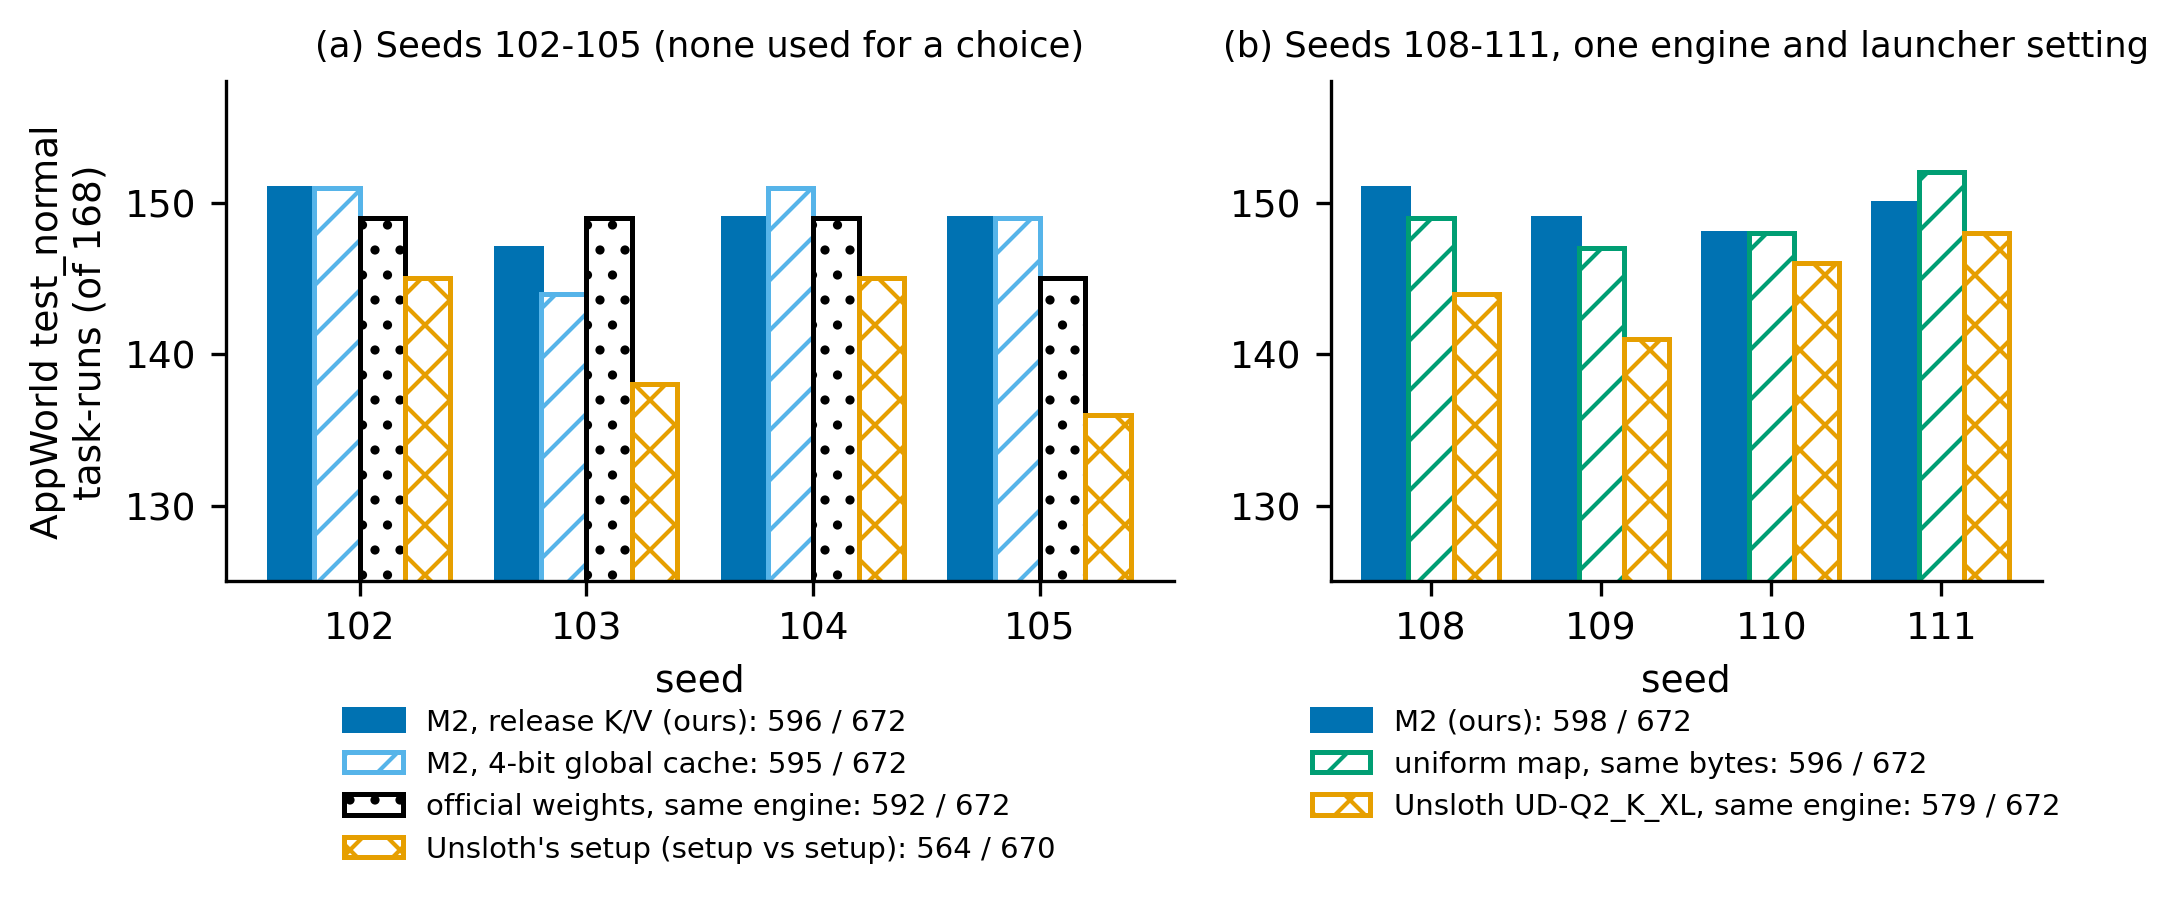 (a) Seeds 102-105 (none used for a choice)
AppWorld test_normal
task-runs (of 168)
150
140
130
102 103 104 105
seed
M2, release K/V (ours): 596 / 672
M2, 4-bit global cache: 595 / 672
official weights, same engine: 592 / 672
Unsloth's setup (setup vs setup): 564 / 670
(b) Seeds 108-111, one engine and launcher setting
150
140
130
108 109 110 111
seed
M2 (ours): 598 / 672
uniform map, same bytes: 596 / 672
Unsloth UD-Q2_K_XL, same engine: 579 / 672